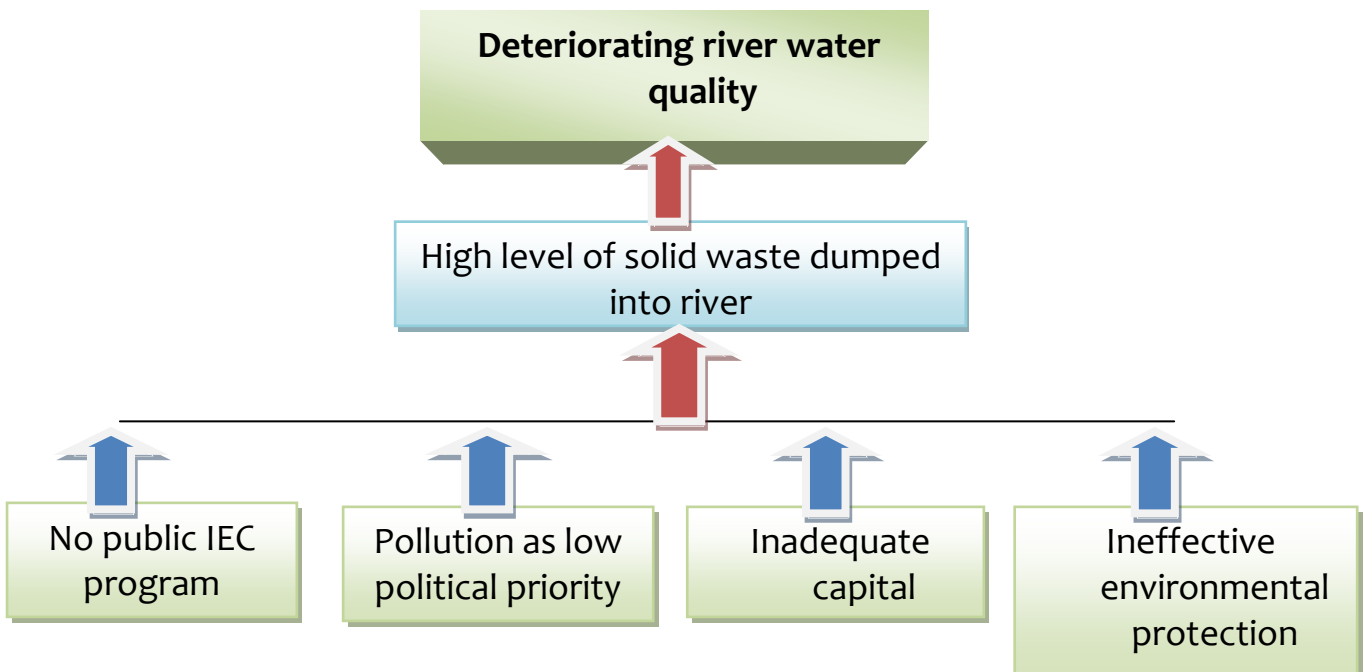 Deteriorating river water
quality
High level of solid waste dumped
into river
No public IEC
program
Pollution as low
political priority
Inadequate
capital
Ineffective
environmental
protection